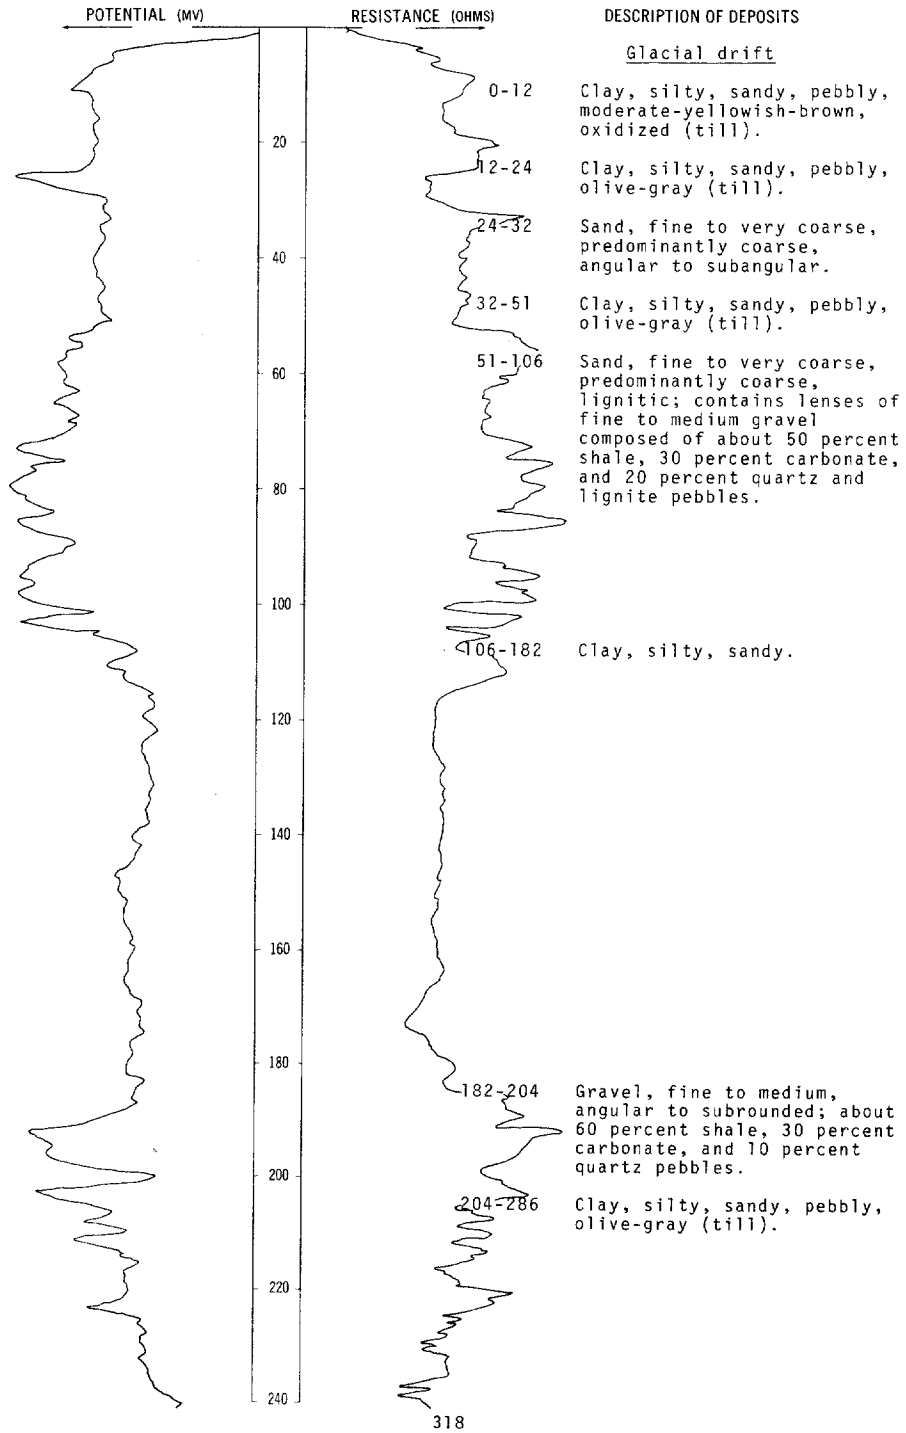 POTENTIAL (MV)
RESISTANCE (OHMS)
DESCRIPTION OF DEPOSITS
Glacial drift
0-12 Clay, silty, sandy, pebbly,
moderate-yellowish-brown,
oxidized (till).
20
12-24 Clay, silty, sandy, pebbly,
olive-gray (till).
24-32 Sand, fine to very coarse,
predominantly coarse,
angular to subangular.
40
32-51 Clay, silty, sandy, pebbly,
olive-gray (till).
51-106 Sand, fine to very coarse,
60
predominantly coarse,
lignitic; contains lenses of
fine to medium gravel
composed of about 50 percent
shale, 30 percent carbonate,
and 20 percent quartz and
80
lignite pebbles.
100
106-182 Clay, silty, sandy.
120
140
160
180
182-204 Gravel, fine to medium,
angular to subrounded; about
60 percent shale, 30 percent
carbonate, and 10 percent
quartz pebbles.
200
204-286 Clay, silty, sandy, pebbly,
olive-gray (till).
220
240
318